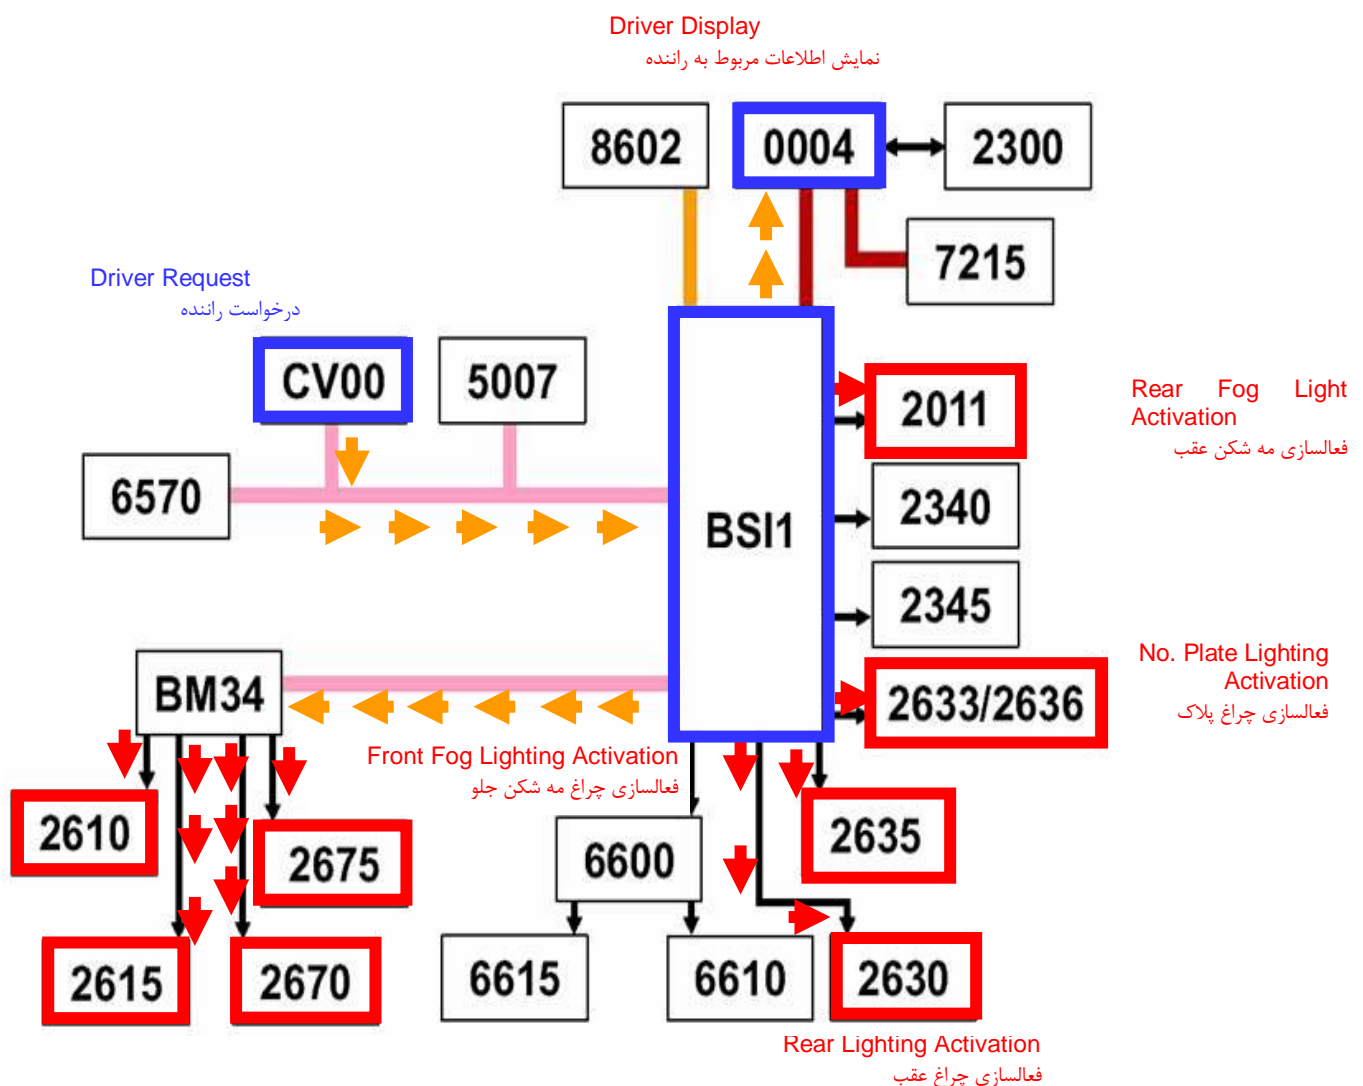 Driver Display
نمایش اطلاعات مربوط به راننده
8602
0004
2300
7215
Driver Request
درخواست راننده
CV00
5007
6570
BSI1
2011
Rear Fog Light
Activation
فعالسازی مه شکن عقب
2340
2345
2633/2636
No. Plate Lighting
Activation
فعالسازی چراغ پلاک
BM34
Front Fog Lighting Activation
فعالسازی چراغ مه شکن جلو
2610
2675
6600
2635
2615
2670
6615
6610
2630
Rear Lighting Activation
فعالسازی چراغ عقب